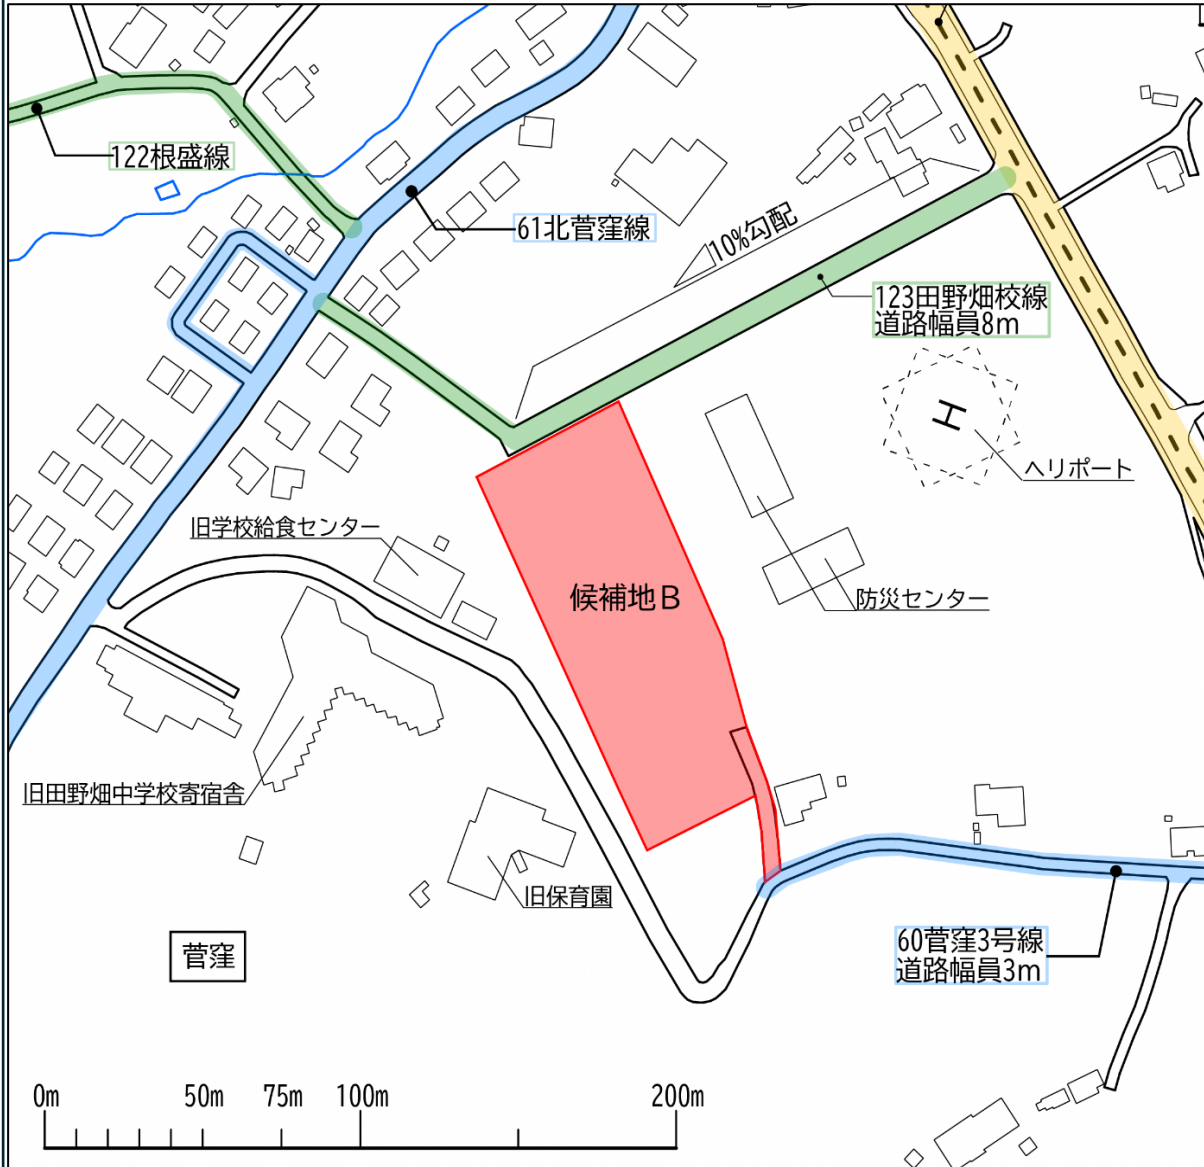 122根盛線
61北菅窪線
10%勾配
123田野畑校線
道路幅員8m
H
ヘリポート
旧学校給食センター
候補地B
防災センター
旧田野畑中学校寄宿舎
旧保育園
菅窪
60菅窪3号線
道路幅員3m
0m 50m 75m 100m 200m